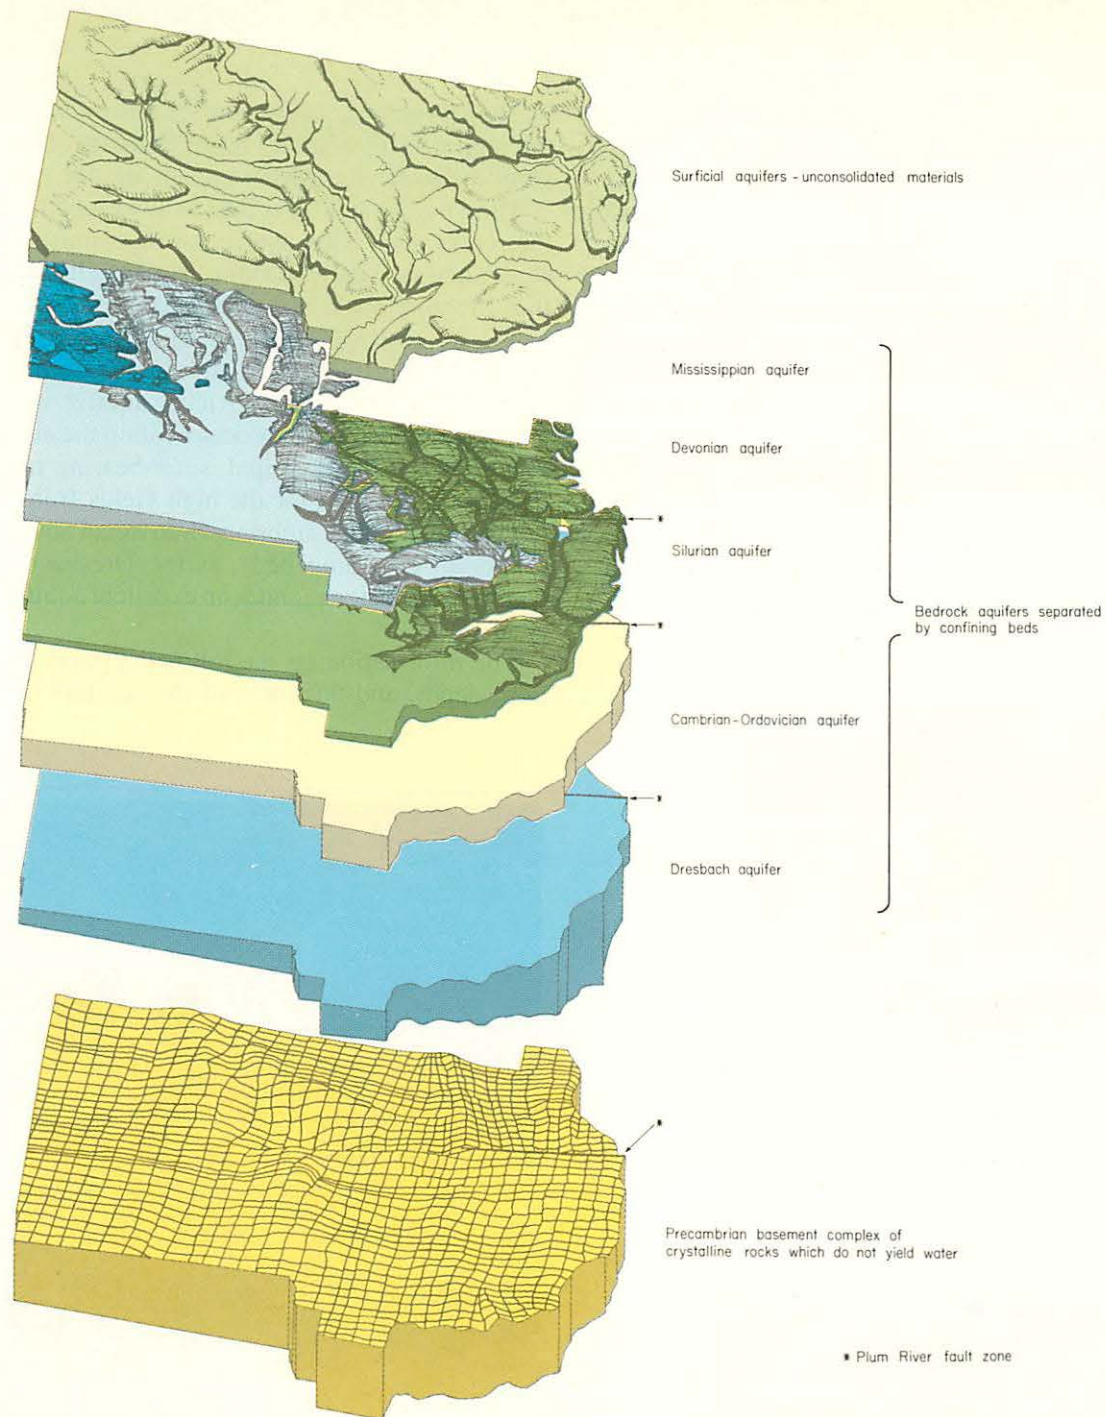 Surficial aquifers - unconsolidated materials
Mississippian aquifer
Devonian aquifer
*
Silurian aquifer
Bedrock aquifers separated
by confining beds
*
Cambrian-Ordovician aquifer
*
Dresbach aquifer
*
Precambrian basement complex of
crystalline rocks which do not yield water
* Plum River fault zone